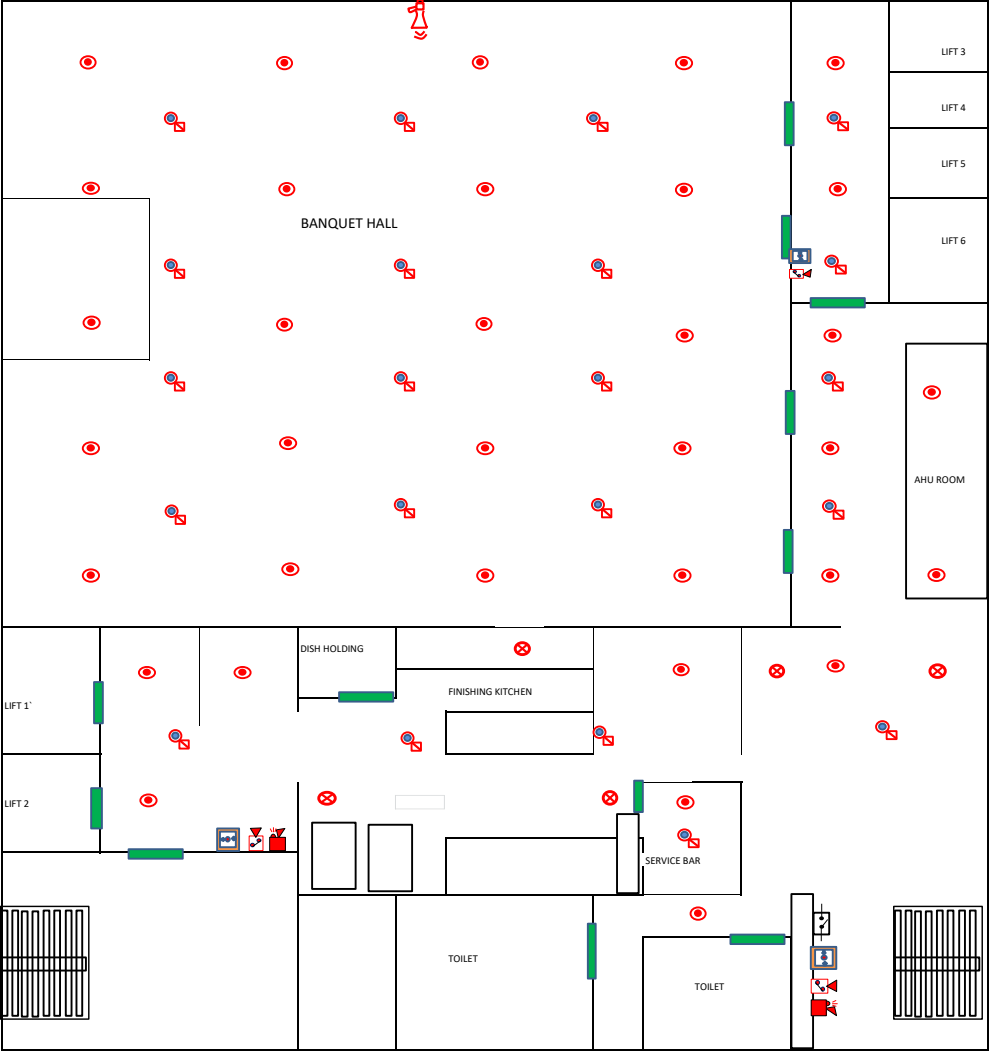 LIFT 3
LIFT 4
LIFT 5
BANQUET HALL
LIFT 6
AHU ROOM
DISH HOLDING
FINISHING KITCHEN
LIFT 1`
LIFT 2
SERVICE BAR
TOILET
TOILET